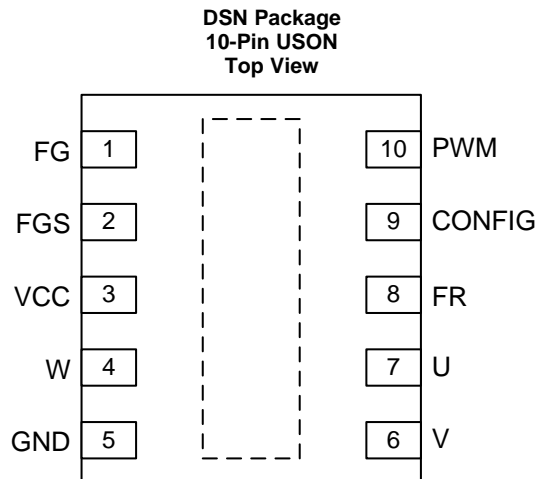 DSN Package
10-Pin USON
Top View
FG 1 10 PWM
FGS 2 9 CONFIG
VCC 3 8 FR
W 4 7 U
GND 5 6 V